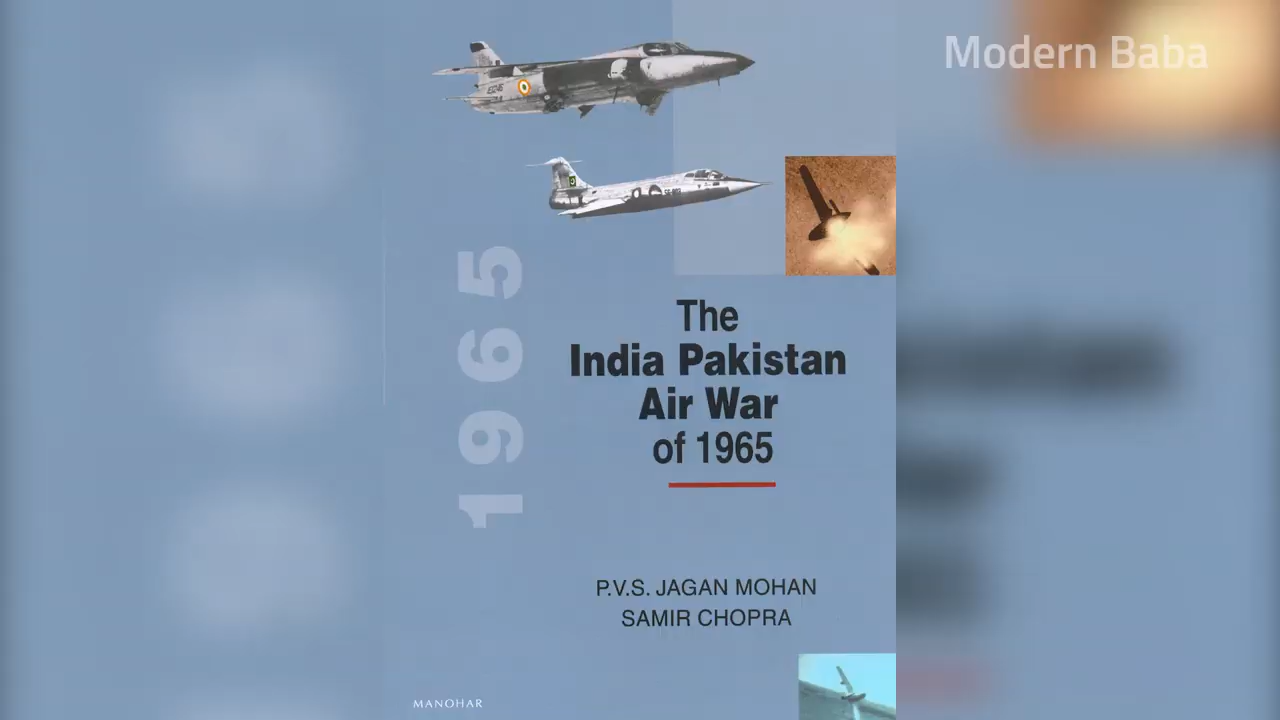 Modern Baba
1965
The
India Pakistan
Air War
of 1965
P.V.S. JAGAN MOHAN
SAMIR CHOPRA
MANOHAR